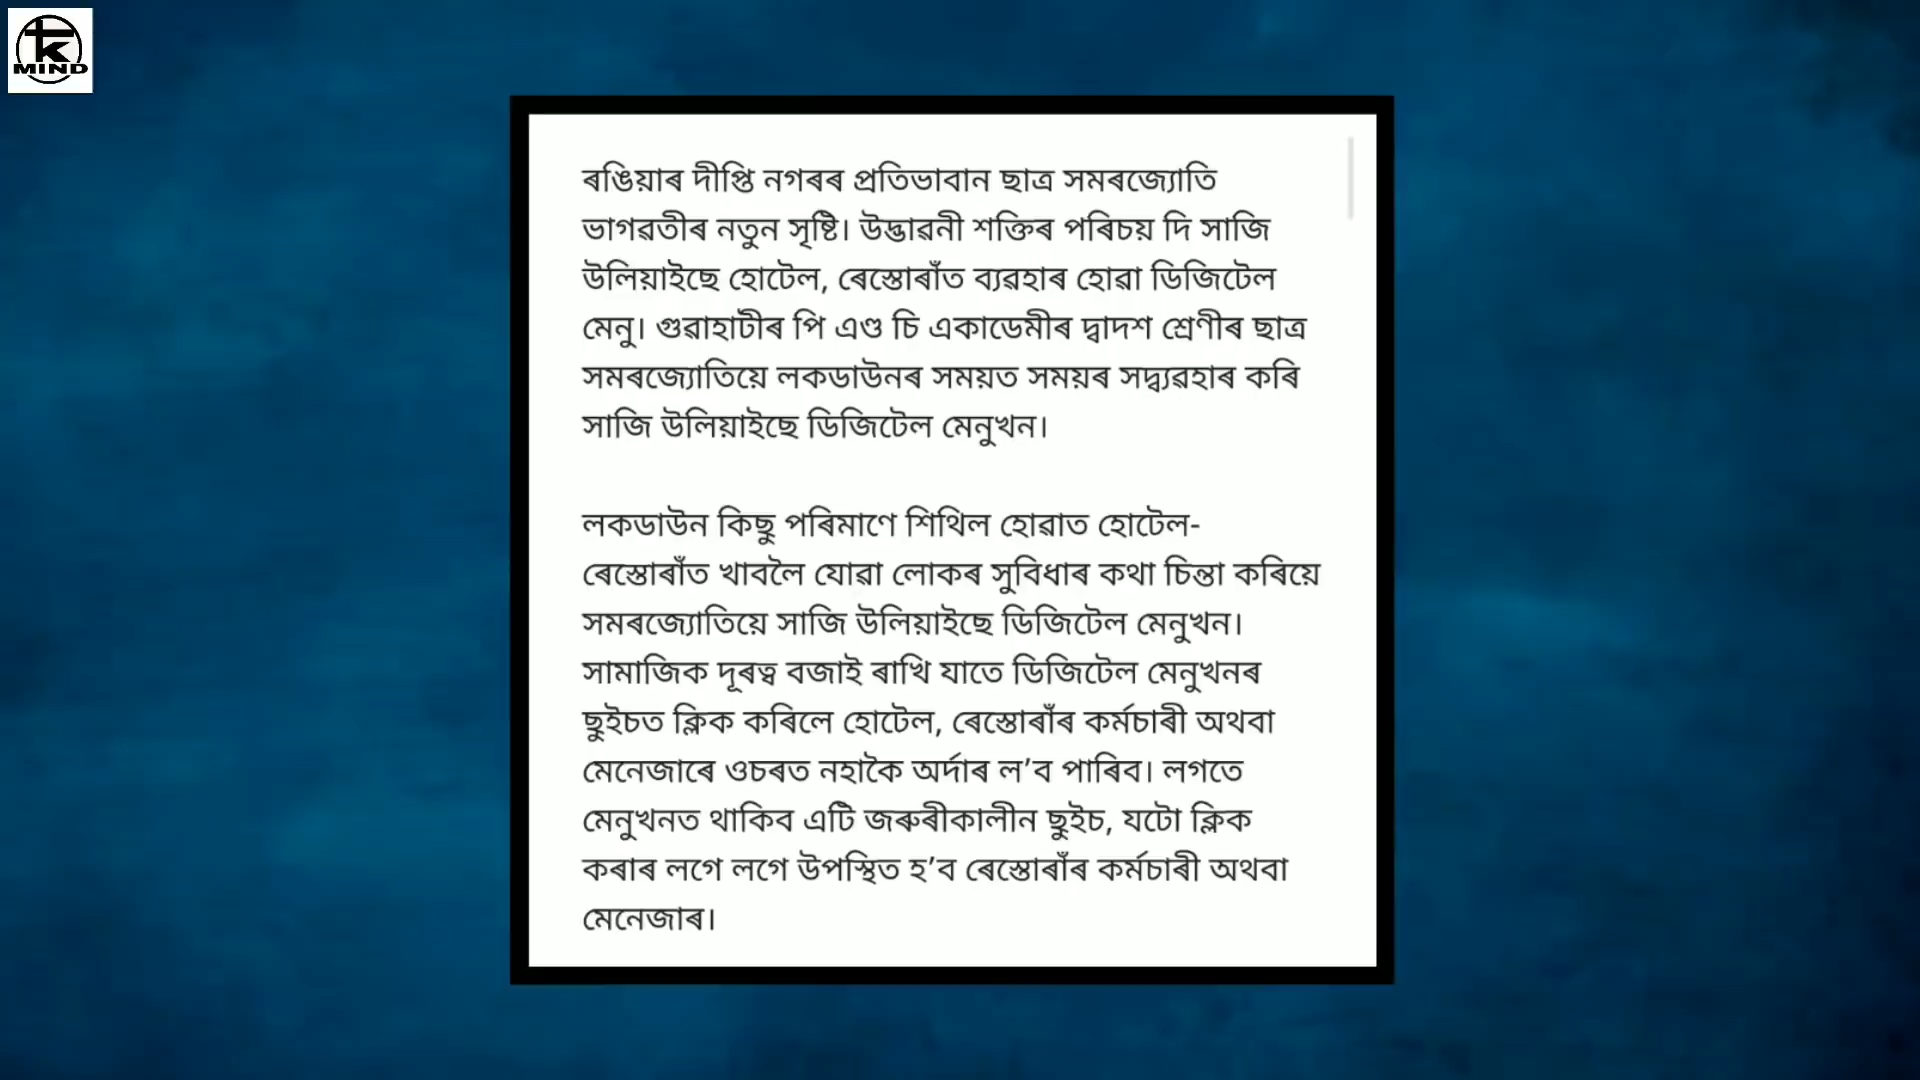 k
MIND
ৰঙিয়াৰ দীপ্তি নগৰৰ প্ৰতিভাবান ছাত্ৰ সমৰজ্যোতি
ভাগৱতীৰ নতুন সৃষ্টি। উদ্ভাৱনী শক্তিৰ পৰিচয় দি সাজি
উলিয়াইছে হোটেল, ৰেস্তোৰাঁত ব্যৱহাৰ হোৱা ডিজিটেল
মেনু। গুৱাহাটীৰ পি এণ্ড চি একাডেমীৰ দ্বাদশ শ্ৰেণীৰ ছাত্ৰ
সমৰজ্যোতিয়ে লকডাউনৰ সময়ত সময়ৰ সদ্ব্যৱহাৰ কৰি
সাজি উলিয়াইছে ডিজিটেল মেনুখন।
লকডাউন কিছু পৰিমাণে শিথিল হোৱাত হোটেল-
ৰেস্তোৰাঁত খাবলৈ যোৱা লোকৰ সুবিধাৰ কথা চিন্তা কৰিয়ে
সমৰজ্যোতিয়ে সাজি উলিয়াইছে ডিজিটেল মেনুখন।
সামাজিক দূৰত্ব বজাই ৰাখি যাতে ডিজিটেল মেনুখনৰ
ছুইচত ক্লিক কৰিলে হোটেল, ৰেস্তোৰাঁৰ কৰ্মচাৰী অথবা
মেনেজাৰে ওচৰত নহাকৈ অৰ্দাৰ ল’ব পাৰিব। লগতে
মেনুখনত থাকিব এটি জৰুৰীকালীন ছুইচ, যটো ক্লিক
কৰাৰ লগে লগে উপস্থিত হ’ব ৰেস্তোৰাঁৰ কৰ্মচাৰী অথবা
মেনেজাৰ।